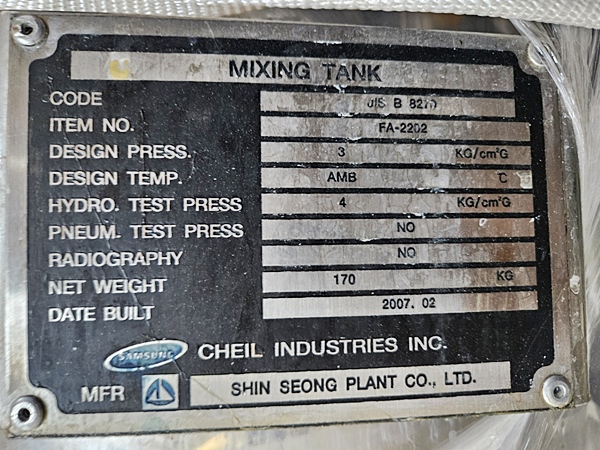 MIXING TANK
CODE JIS B 8270
ITEM NO. FA-2202
DESIGN PRESS. 3 KG/cm²G
DESIGN TEMP. AMB ℃
HYDRO. TEST PRESS 4 KG/cm²G
PNEUM. TEST PRESS NO
RADIOGRAPHY NO
NET WEIGHT 170 KG
DATE BUILT 2007. 02
SAMSUNG CHEIL INDUSTRIES INC.
MFR SHIN SEONG PLANT CO., LTD.